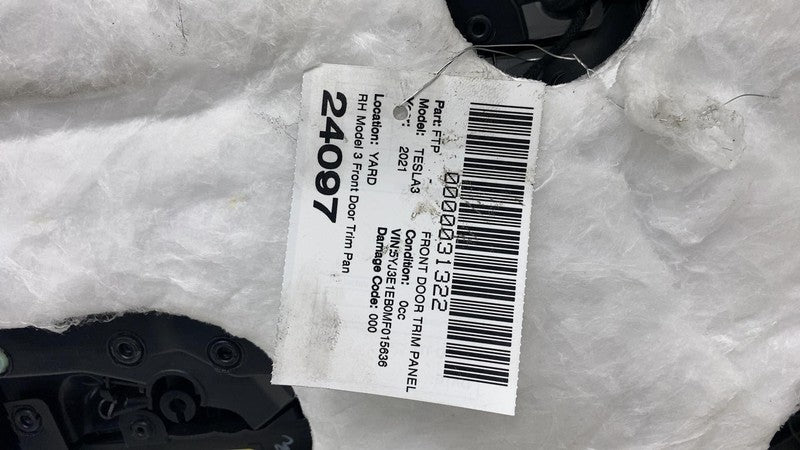 0000031322
Part: FTP - FRONT DOOR TRIM PANEL
Model: TESLA3 Condition: 0cc
Year: 2021 VIN:5YJ3E1EB0MF015636
Damage Code: 000
Location: YARD
RH Model 3 Front Door Trim Pan
24097